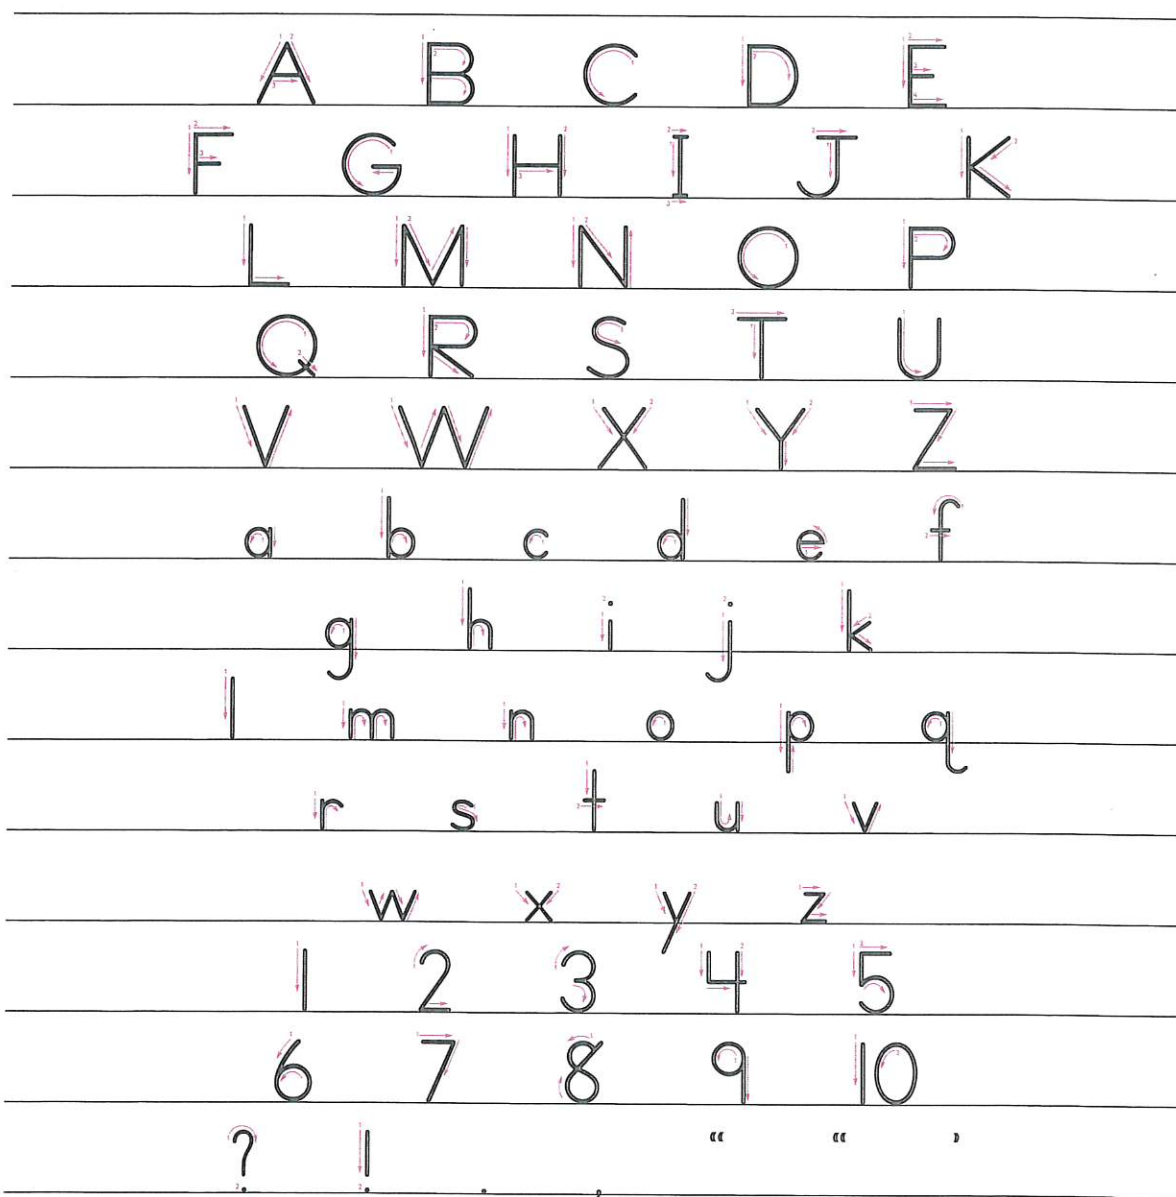 A B C D E
F G H I J K
L M N O P
Q R S T U
V W X Y Z
a b c d e f
g h i j k
l m n o p q
r s t u v
w x y z
1 2 3 4 5
6 7 8 9 10
? ! . , “ “ ’